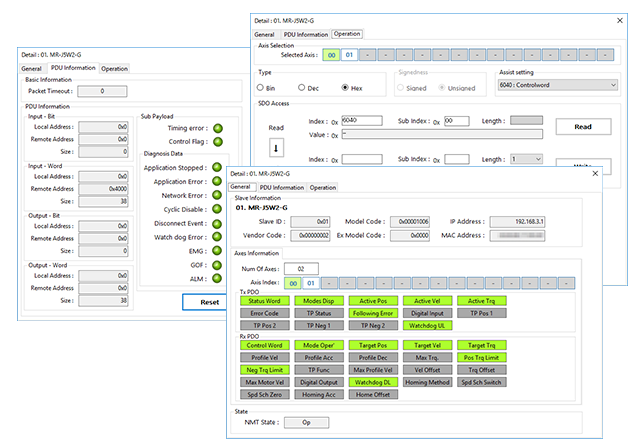 Detail : 01. MR-J5W2-G
General PDU Information Operation
Basic Information
Packet Timeout : 0
PDU Information
Input - Bit
Local Address : 0x0
Remote Address 0x0
Size : 0
Input - Word
Local Address : 0x0
Remote Address 0x4000
Size : 38
Output - Bit
Local Address : 0x0
Remote Address 0x0
Size : 0
Output - Word
Local Address : 0x0
Remote Address 0x0
Size : 38
Sub Payload
Timing error :
Control Flag :
Diagnosis Data
Application Stopped :
Application Error :
Network Error :
Cyclic Disable :
Disconnect Event :
Watch dog Error :
EMG :
GOF :
ALM :
Reset
Detail : 01. MR-J5W2-G
General PDU Information Operation
Axis Selection
Selected Axis : 00 01 - - - - - - - - - - - - - -
Type
Bin Dec Hex
Signedness
Signed Unsigned
Assist setting
6040 : Controlword
SDO Access
Read
↓
Index : 0x 6040 Sub Index : 0x 00 Length :
Value : 0x -
Read
Index : 0x Sub Index : 0x Length : 1
Detail : 01. MR-J5W2-G
General PDU Information Operation
Slave Information
01. MR-J5W2-G
Slave ID : 0x01 Model Code : 0x00001006 IP Address : 192.168.3.1
Vendor Code : 0x00000002 Ex Model Code : 0x0000 MAC Address :
Axes Information
Num Of Axes : 02
Axis Index : 00 01 - - - - - - - - - - - - - -
Tx PDO
Status Word Modes Disp Active Pos Active Vel Active Trq
Error Code TP Status Following Error Digital Input TP Pos 1
TP Pos 2 TP Neg 1 TP Neg 2 Watchdog UL
Rx PDO
Control Word Mode Oper' Target Pos Target Vel Target Trq
Profile Vel Profile Acc Profile Dec Max Trq. Pos Trq Limit
Neg Trq Limit TP Func Max Profile Vel Vel Offset Trq Offset
Max Motor Vel Digital Output Watchdog DL Homing Method Spd Sch Switch
Spd Sch Zero Homing Acc Home Offset
State
NMT State : Op